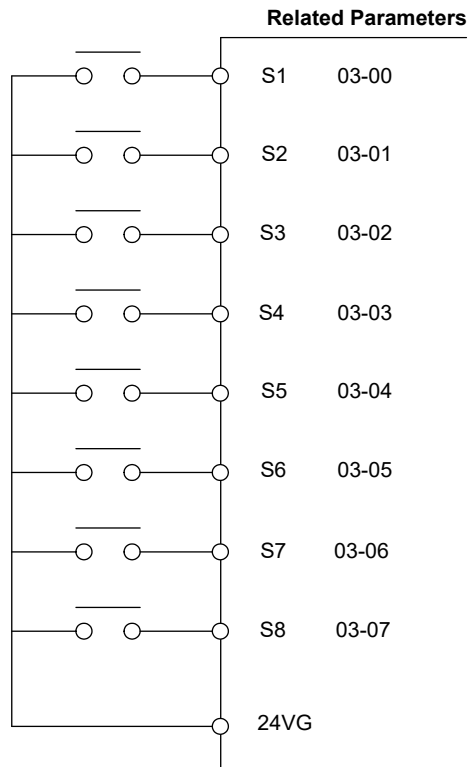 Related Parameters
S1 03-00
S2 03-01
S3 03-02
S4 03-03
S5 03-04
S6 03-05
S7 03-06
S8 03-07
24VG